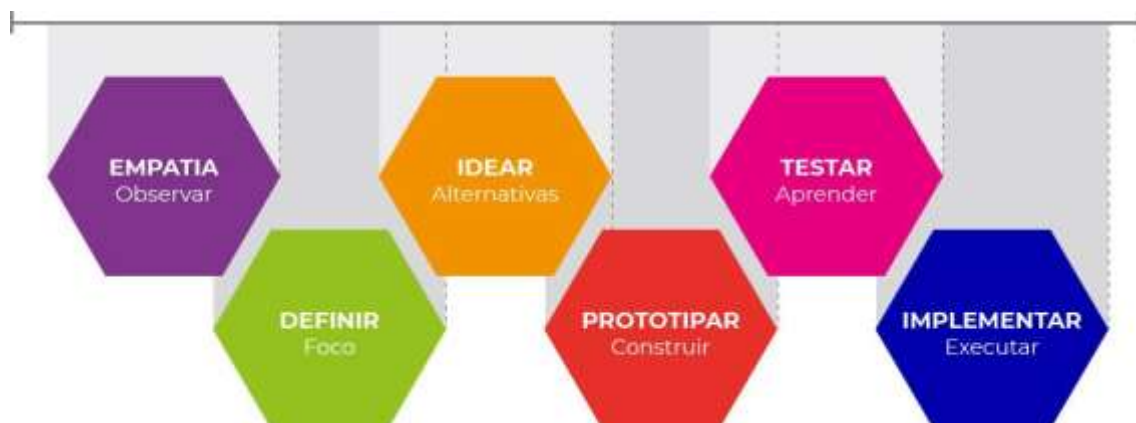 EMPATIA
Observar
DEFINIR
Foco
IDEAR
Alternativas
PROTOTIPAR
Construir
TESTAR
Aprender
IMPLEMENTAR
Executar